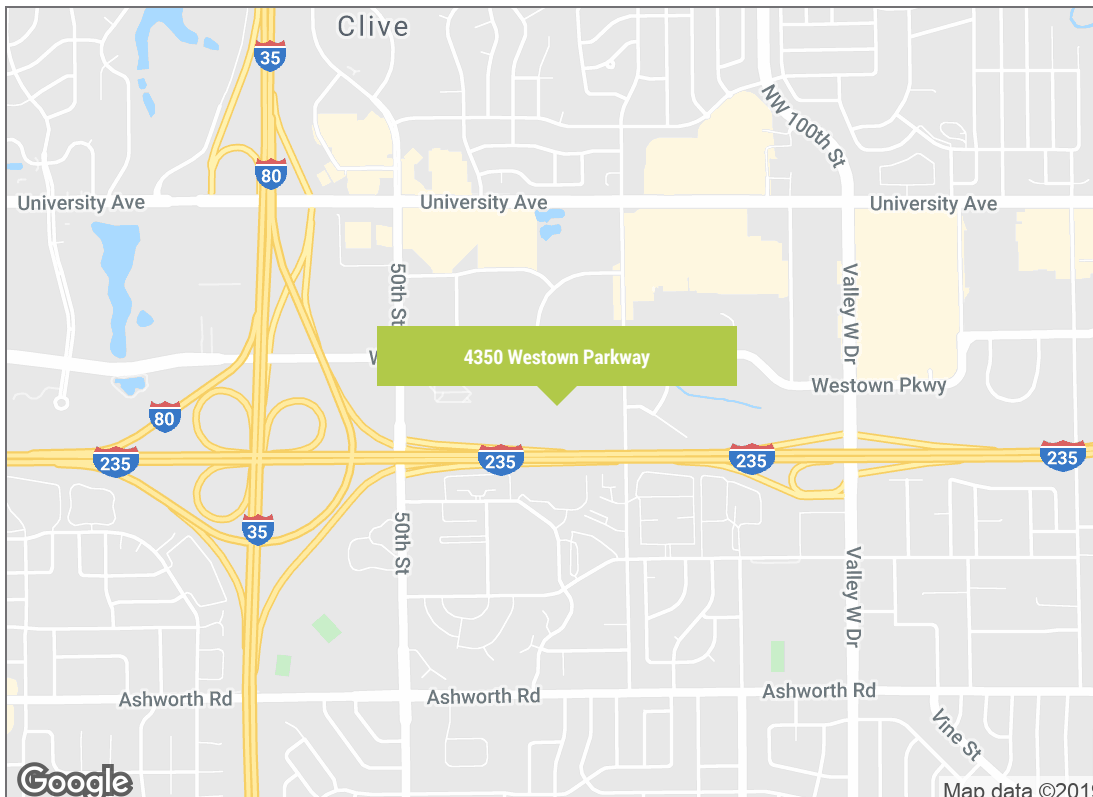 Clive
35
NW 100th St
80
University Ave
University Ave
University Ave
50th St
Valley W Dr
4350 Westown Parkway
W
Westown Pkwy
80
235
235
235
235
35
50th St
Valley W Dr
Ashworth Rd
Ashworth Rd
Ashworth Rd
Vine St
Google
Map data ©2019